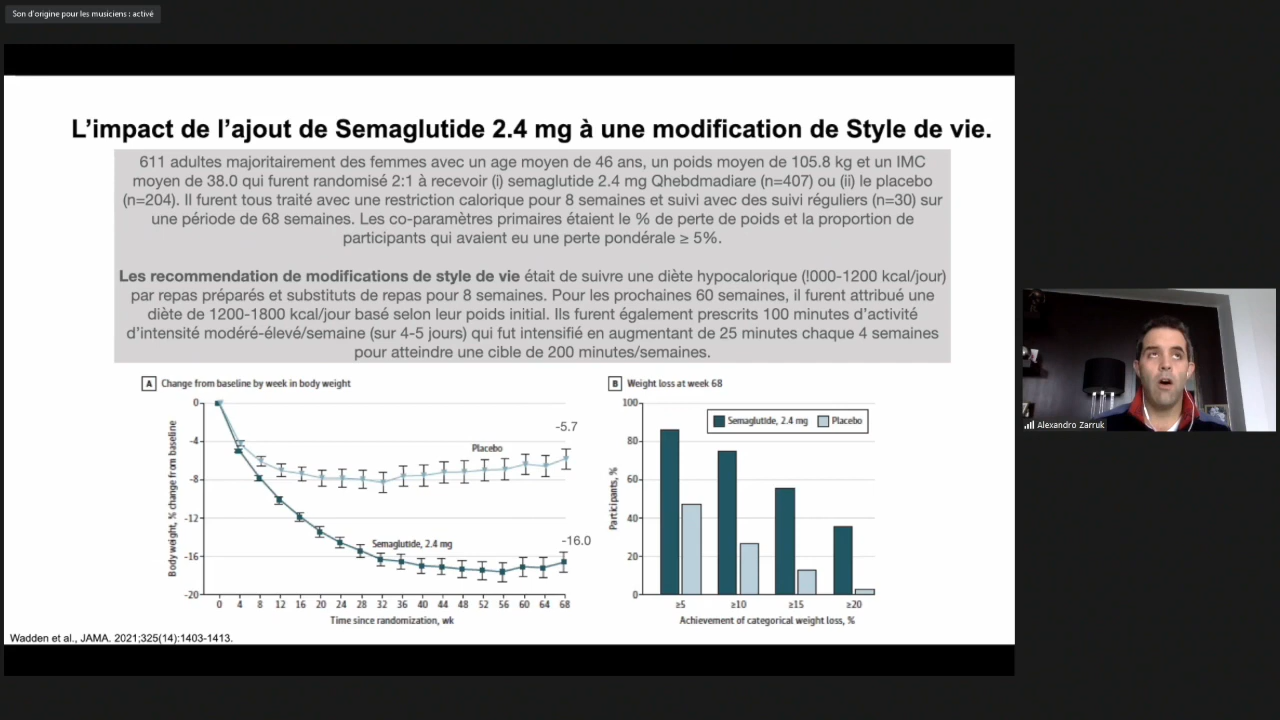 Son d'origine pour les musiciens : activé
L'impact de l'ajout de Semaglutide 2.4 mg à une modification de Style de vie.
611 adultes majoritairement des femmes avec un age moyen de 46 ans, un poids moyen de 105.8 kg et un IMC
moyen de 38.0 qui furent randomisé 2:1 à recevoir (i) semaglutide 2.4 mg Qhebdmadiare (n=407) ou (ii) le placebo
(n=204). Il furent tous traité avec une restriction calorique pour 8 semaines et suivi avec des suivi réguliers (n=30) sur
une période de 68 semaines. Les co-paramètres primaires étaient le % de perte de poids et la proportion de
participants qui avaient eu une perte pondérale ≥ 5%.
Les recommendation de modifications de style de vie était de suivre une diète hypocalorique (!000-1200 kcal/jour)
par repas préparés et substituts de repas pour 8 semaines. Pour les prochaines 60 semaines, il furent attribué une
diète de 1200-1800 kcal/jour basé selon leur poids initial. Ils furent également prescrits 100 minutes d'activité
d'intensité modéré-élevé/semaine (sur 4-5 jours) qui fut intensifié en augmentant de 25 minutes chaque 4 semaines
pour atteindre une cible de 200 minutes/semaines.
A Change from baseline by week in body weight
Body weight, % change from baseline
0
-4
-8
-12
-16
-20
Placebo
-5.7
Semaglutide, 2.4 mg
-16.0
0 4 8 12 16 20 24 28 32 36 40 44 48 52 56 60 64 68
Time since randomization, wk
B Weight loss at week 68
Participants, %
100
80
60
40
20
0
Semaglutide, 2.4 mg Placebo
≥5 ≥10 ≥15 ≥20
Achievement of categorical weight loss, %
Wadden et al., JAMA. 2021;325(14):1403-1413.
Alexandro Zarruk